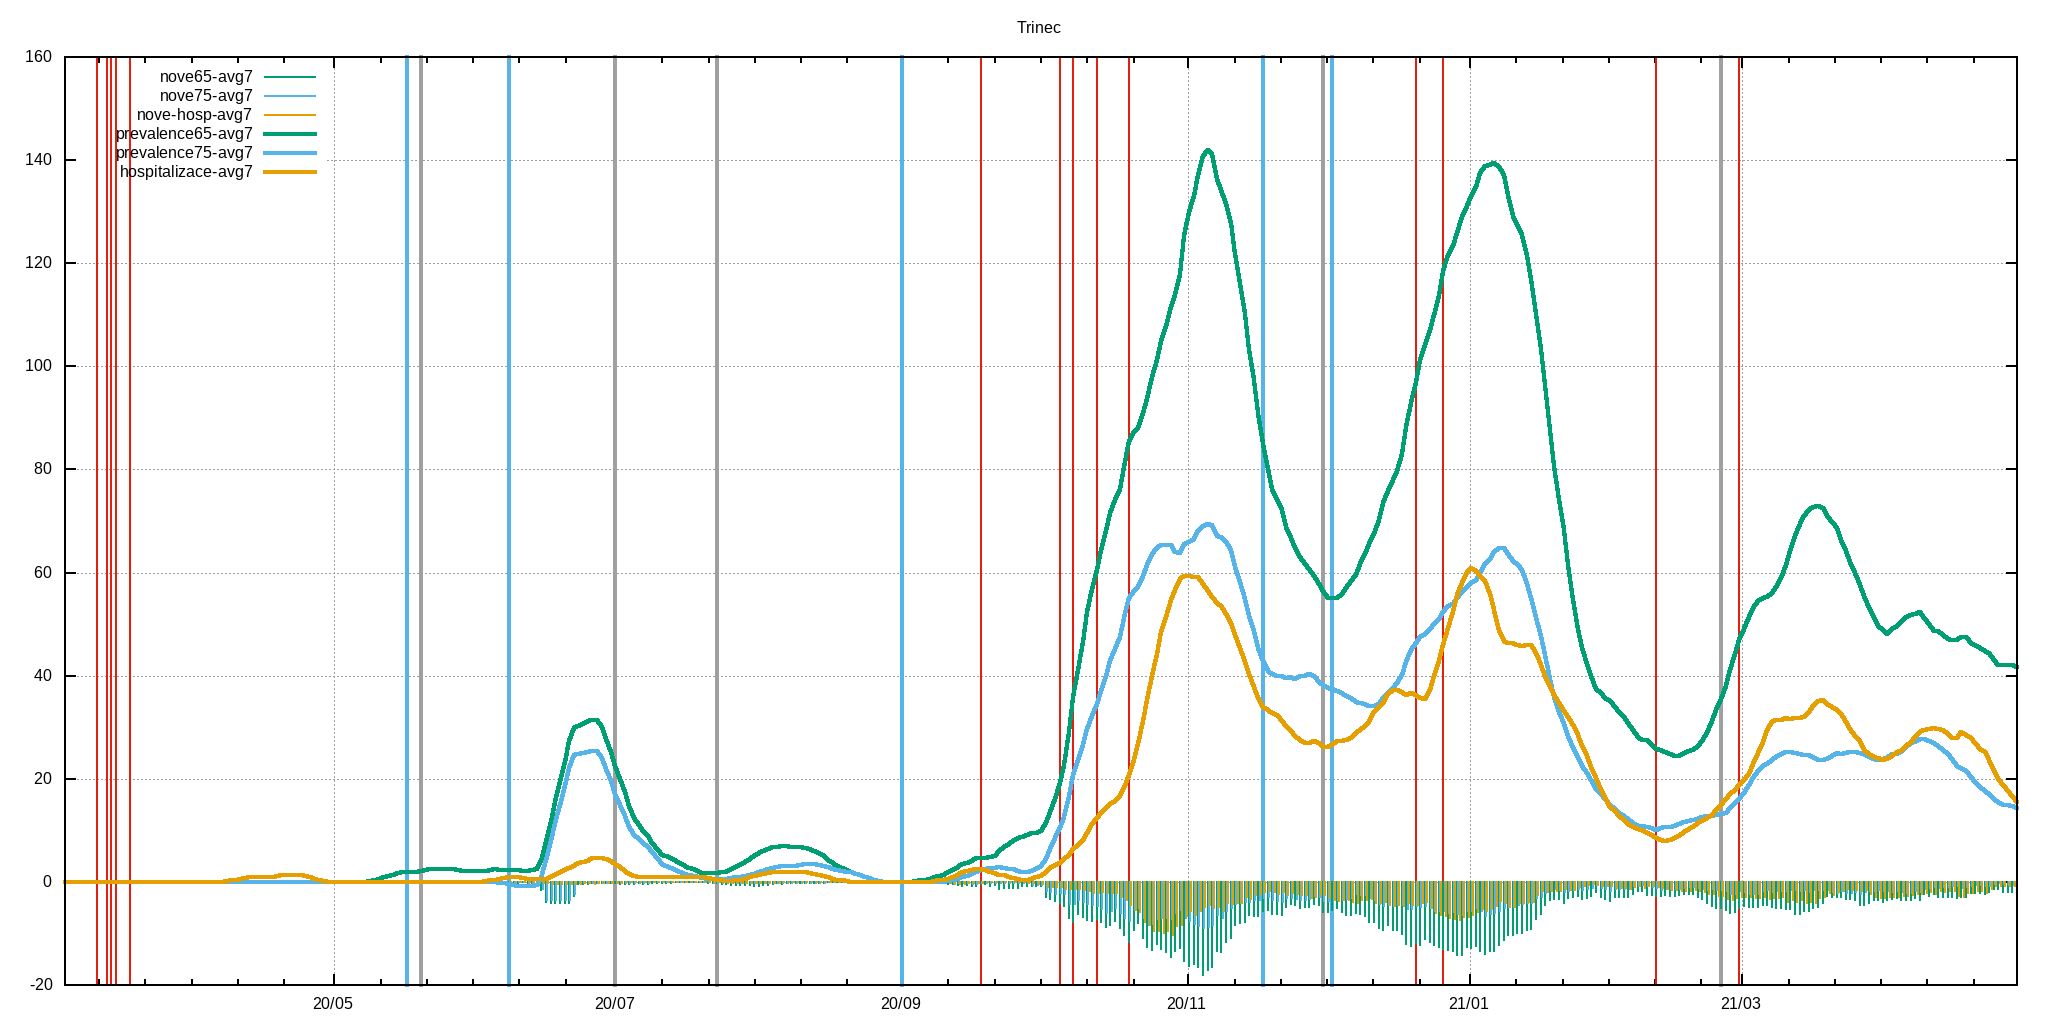 Trinec
160
140
120
100
80
60
40
20
0
-20
nove65-avg7
nove75-avg7
nove-hosp-avg7
prevalence65-avg7
prevalence75-avg7
hospitalizace-avg7
20/05 20/07 20/09 20/11 21/01 21/03